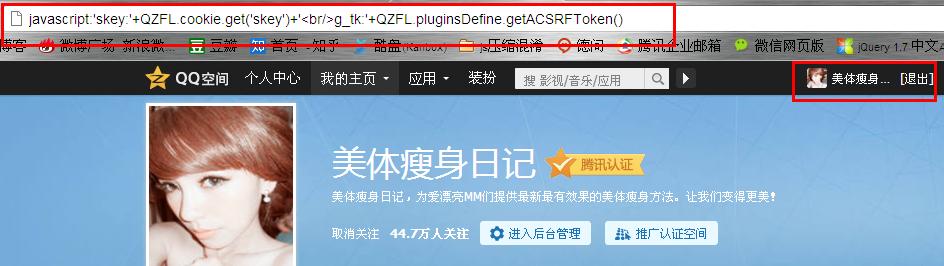 javascript:'skey:'+QZFL.cookie.get('skey')+'<br/>g_tk:'+QZFL.pluginsDefine.getACSRFToken()
博客 微博广场-新浪微... 豆瓣 首页 - 知乎 酷盘 (Kanbox) js压缩混淆 德问 腾讯企业邮箱 微信网页版 jQuery 1.7 中文
QQ空间 个人中心 我的主页 应用 装扮 搜 影视/音乐/应用 美体瘦身... [退出]
美体瘦身日记 腾讯认证
美体瘦身日记，为爱漂亮MM们提供最新最有效果的美体瘦身方法。让我们变得更美!
取消关注 44.7万人关注 进入后台管理 推广认证空间